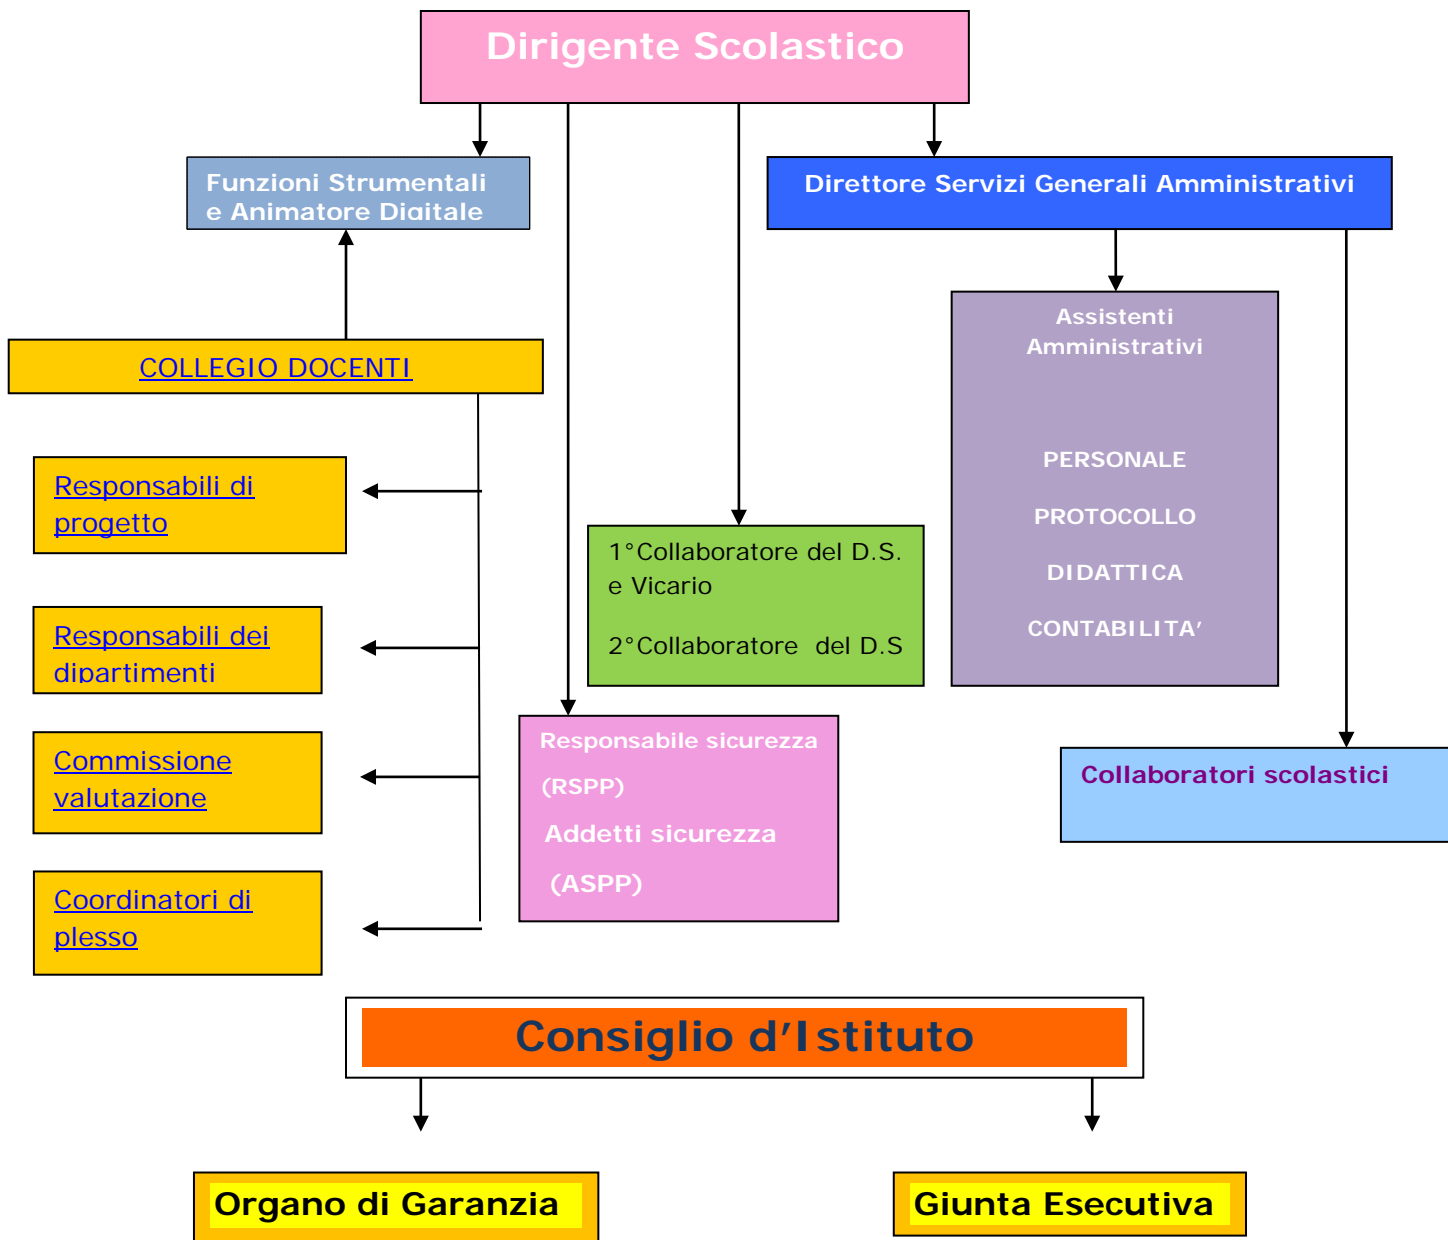 Dirigente Scolastico
Funzioni Strumentali
e Animatore Digitale
Direttore Servizi Generali Amministrativi
Assistenti
Amministrativi
PERSONALE
PROTOCOLLO
DIDATTICA
CONTABILITA’
COLLEGIO DOCENTI
Responsabili di
progetto
Responsabili dei
dipartimenti
Commissione
valutazione
Coordinatori di
plesso
1°Collaboratore del D.S.
e Vicario
2°Collaboratore del D.S
Responsabile sicurezza
(RSPP)
Addetti sicurezza
(ASPP)
Collaboratori scolastici
Consiglio d’Istituto
Organo di Garanzia
Giunta Esecutiva